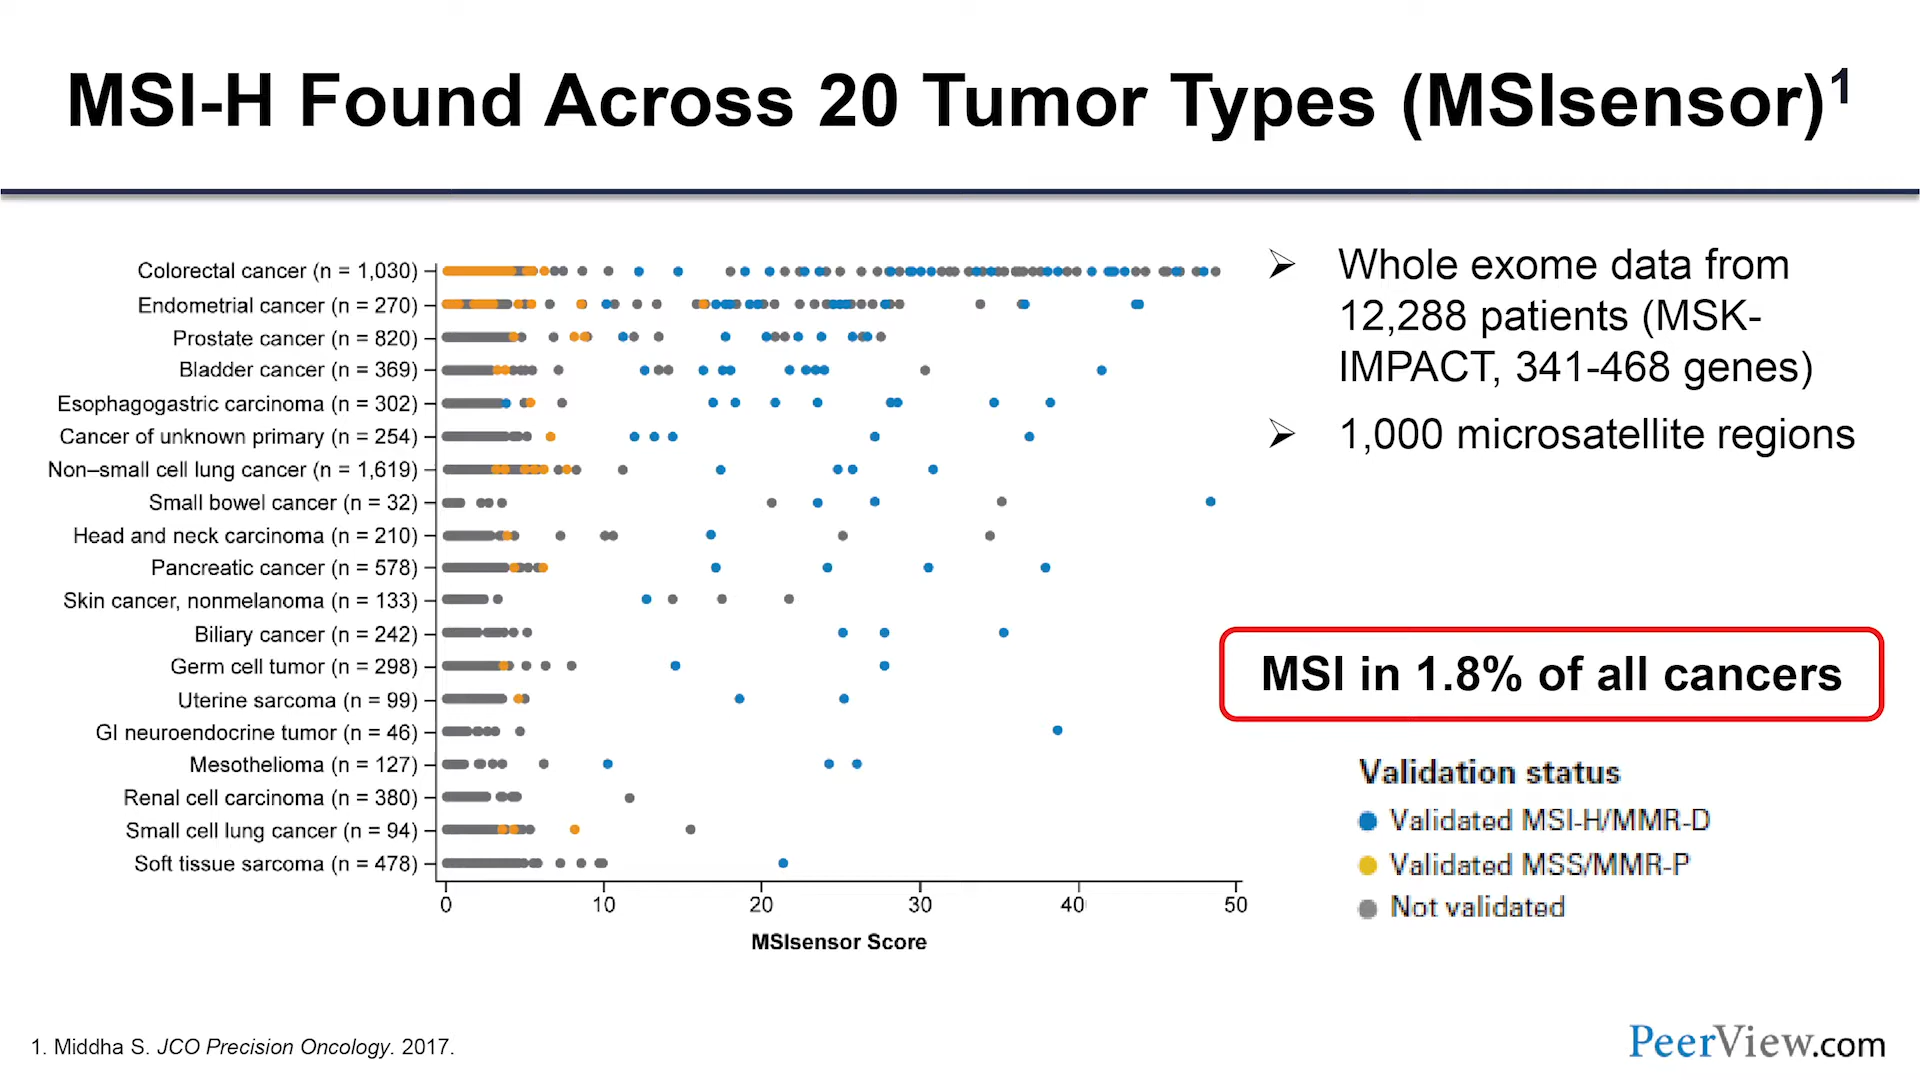 MSI-H Found Across 20 Tumor Types (MSIsensor)1
Colorectal cancer (n = 1,030)
Endometrial cancer (n = 270)
Prostate cancer (n = 820)
Bladder cancer (n = 369)
Esophagogastric carcinoma (n = 302)
Cancer of unknown primary (n = 254)
Non–small cell lung cancer (n = 1,619)
Small bowel cancer (n = 32)
Head and neck carcinoma (n = 210)
Pancreatic cancer (n = 578)
Skin cancer, nonmelanoma (n = 133)
Biliary cancer (n = 242)
Germ cell tumor (n = 298)
Uterine sarcoma (n = 99)
GI neuroendocrine tumor (n = 46)
Mesothelioma (n = 127)
Renal cell carcinoma (n = 380)
Small cell lung cancer (n = 94)
Soft tissue sarcoma (n = 478)
0 10 20 30 40 50
MSIsensor Score
Whole exome data from
12,288 patients (MSK-
IMPACT, 341-468 genes)
1,000 microsatellite regions
MSI in 1.8% of all cancers
Validation status
Validated MSI-H/MMR-D
Validated MSS/MMR-P
Not validated
1. Middha S. JCO Precision Oncology. 2017.
PeerView.com